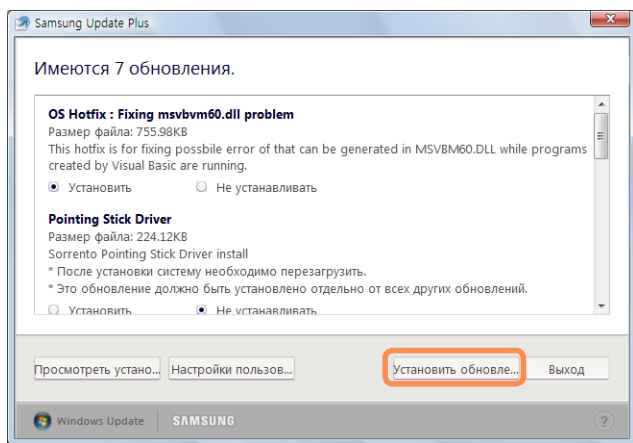 Samsung Update Plus
Имеются 7 обновления.
OS Hotfix : Fixing msvbvm60.dll problem
Размер файла: 755.98KB
This hotfix is for fixing possbile error of that can be generated in MSVBM60.DLL while programs
created by Visual Basic are running.
Установить Не устанавливать
Pointing Stick Driver
Размер файла: 224.12KB
Sorrento Pointing Stick Driver install
* После установки систему необходимо перезагрузить.
* Это обновление должно быть установлено отдельно от всех других обновлений.
Установить Не устанавливать
Просмотреть устано... Настройки пользов... Установить обновле... Выход
Windows Update SAMSUNG ?